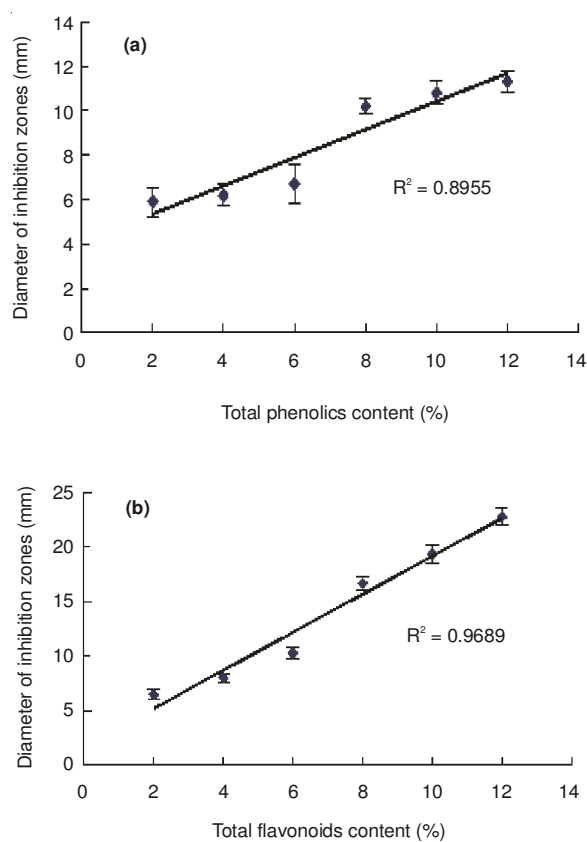 (a)
Diameter of inhibition zones (mm)
14
12
10
8
6
4
2
0
R² = 0.8955
0 2 4 6 8 10 12 14
Total phenolics content (%)
(b)
Diameter of inhibition zones (mm)
25
20
15
10
5
0
R² = 0.9689
0 2 4 6 8 10 12 14
Total flavonoids content (%)